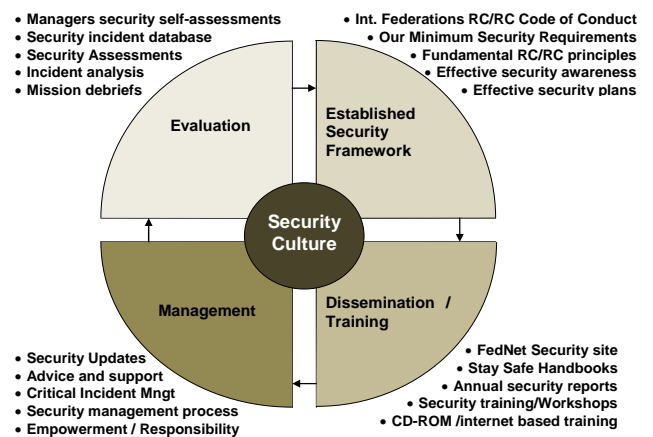 • Managers security self-assessments
• Security incident database
• Security Assessments
• Incident analysis
• Mission debriefs
• Int. Federations RC/RC Code of Conduct
• Our Minimum Security Requirements
• Fundamental RC/RC principles
• Effective security awareness
• Effective security plans
Evaluation
Established
Security
Framework
Security
Culture
Management
Dissemination /
Training
• Security Updates
• Advice and support
• Critical Incident Mngt
• Security management process
• Empowerment / Responsibility
• FedNet Security site
• Stay Safe Handbooks
• Annual security reports
• Security training/Workshops
• CD-ROM /internet based training